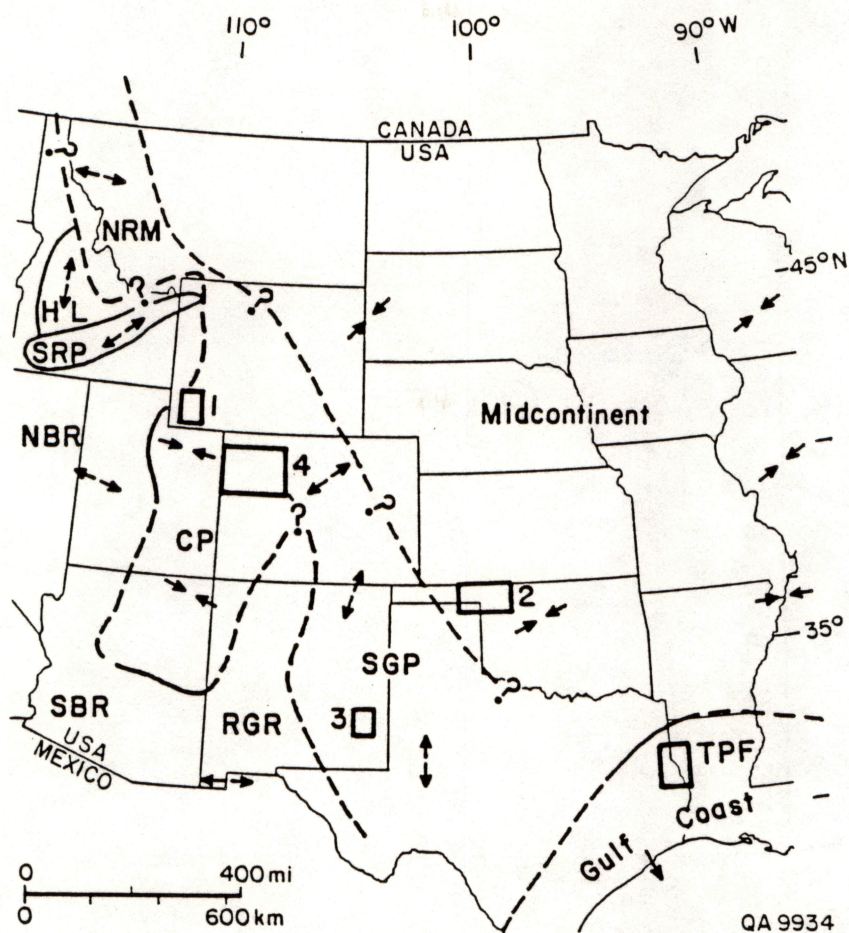 110°
100°
90° W
CANADA
USA
?
NRM
45°N
?
?
HL
SRP
1
Midcontinent
NBR
4
?
?
CP
2
35°
SGP
?
SBR
RGR
3
USA
MEXICO
TPF
Gulf Coast
0 400 mi
0 600 km
QA 9934